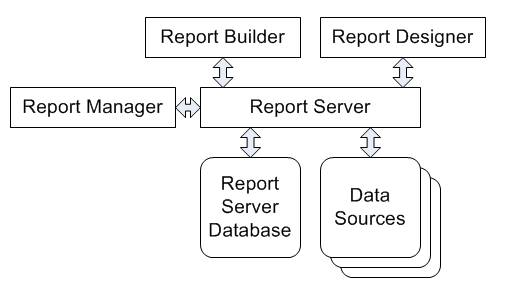 Report Builder
Report Designer
Report Manager
Report Server
Report
Server
Database
Data
Sources